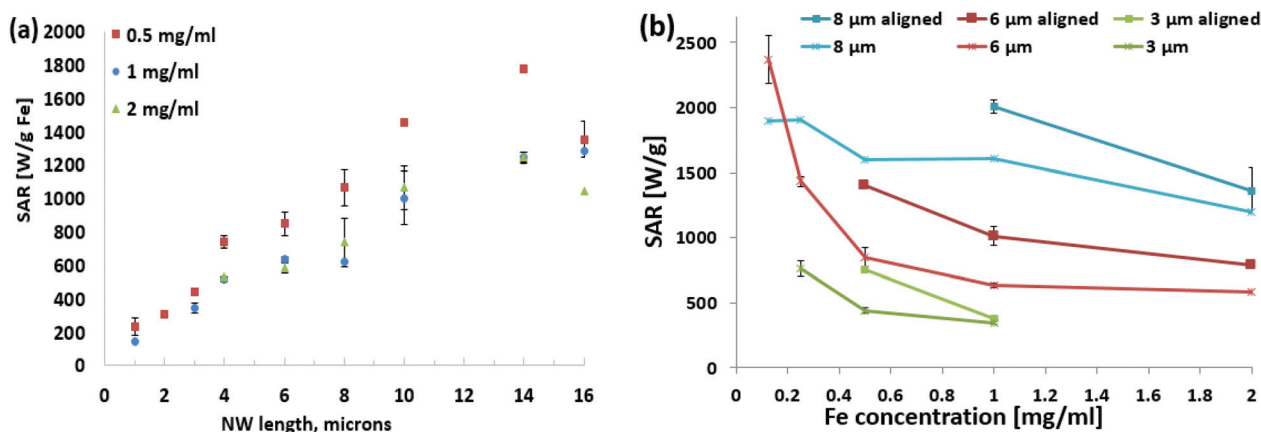 (a)
SAR [W/g Fe]
2000
1800
1600
1400
1200
1000
800
600
400
200
0
0.5 mg/ml
1 mg/ml
2 mg/ml
0 2 4 6 8 10 12 14 16
NW length, microns
(b)
8 μm aligned 6 μm aligned 3 μm aligned
8 μm 6 μm 3 μm
SAR [W/g]
2500
2000
1500
1000
500
0
0 0.2 0.4 0.6 0.8 1 1.2 1.4 1.6 1.8 2
Fe concentration [mg/ml]